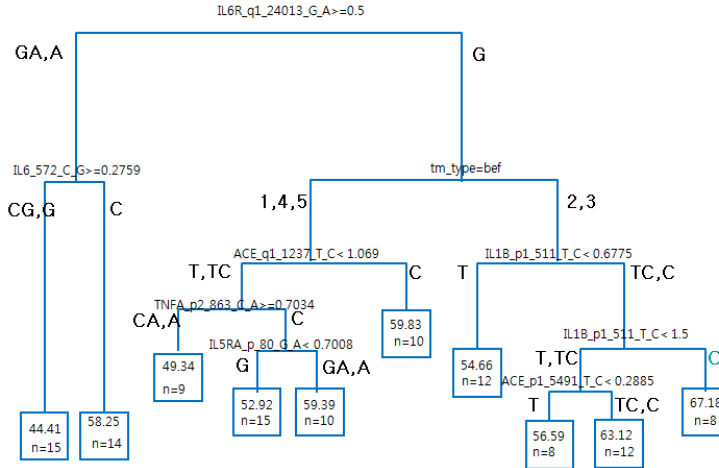 IL6R_q1_24013_G_A>=0.5
GA,A
G
IL6_572_C_G>=0.2759
tm_type=bef
CG,G
C
1,4,5
2,3
ACE_q1_1237_T_C< 1.069
IL1B_p1_511_T_C< 0.6775
T,TC
C
T
TC,C
TNFA_p2_863_C_A>=0.7034
CA,A
C
59.83
n=10
IL1B_p1_511_T_C< 1.5
IL5RA_p_80_G_A< 0.7008
49.34
n=9
G
GA,A
54.66
n=12
T,TC
C
ACE_p1_5491_T_C< 0.2885
52.92
n=15
59.39
n=10
T
TC,C
67.18
n=8
44.41
n=15
58.25
n=14
56.59
n=8
63.12
n=12